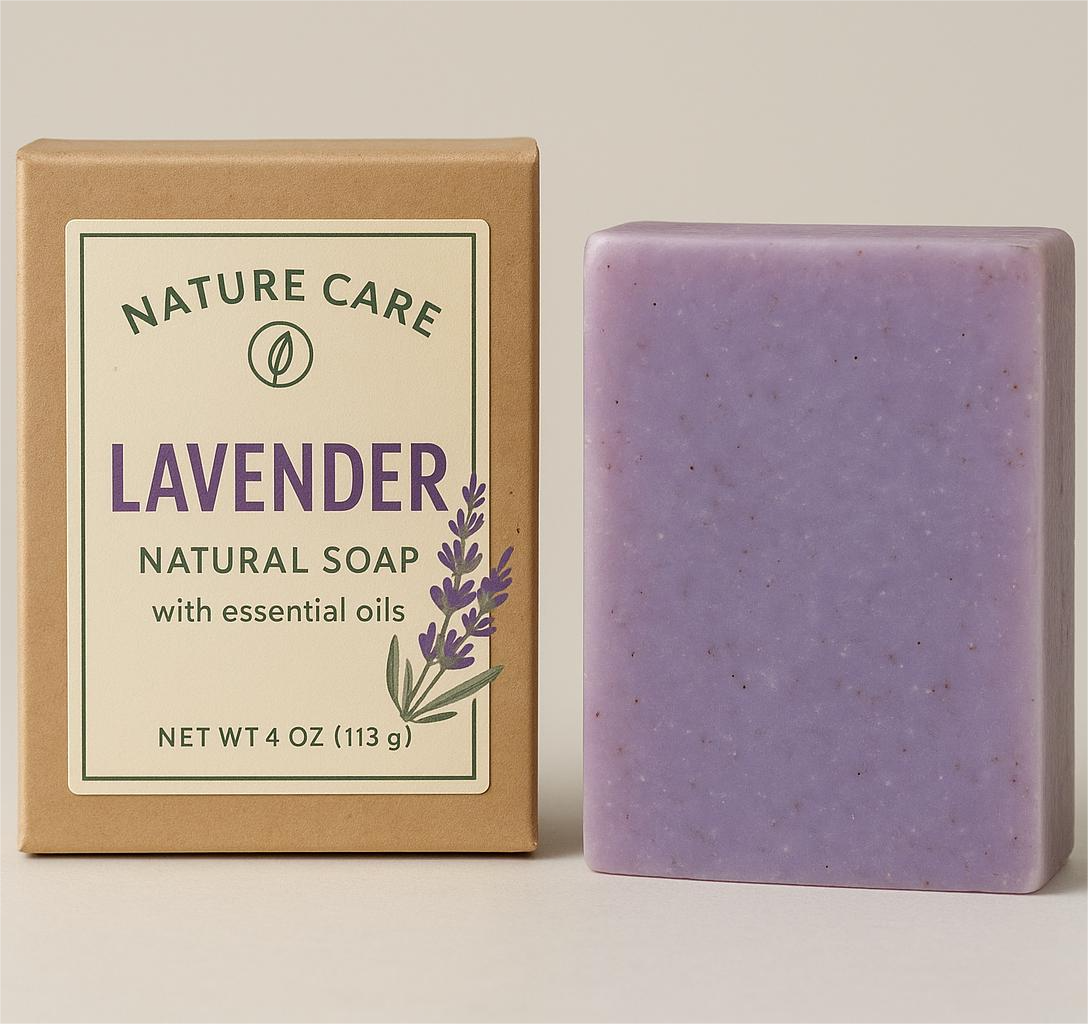 NATURE CARE
LAVENDER
NATURAL SOAP
with essential oils
NET WT 4 OZ (113 g)